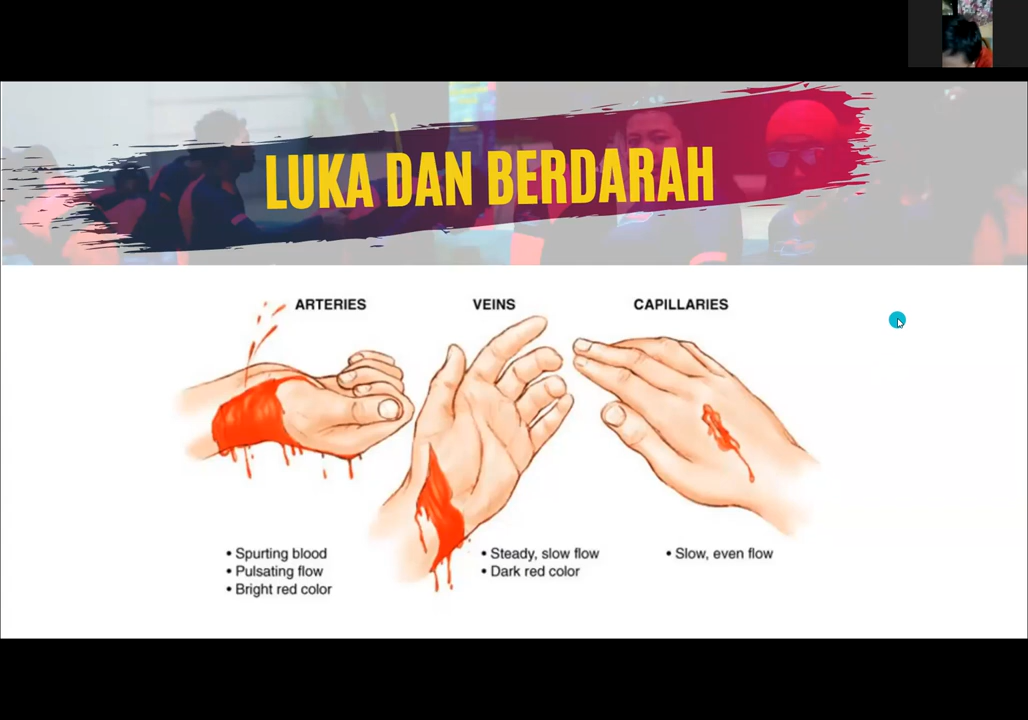 LUKA DAN BERDARAH
ARTERIES
VEINS
CAPILLARIES
• Spurting blood
• Pulsating flow
• Bright red color
• Steady, slow flow
• Dark red color
• Slow, even flow